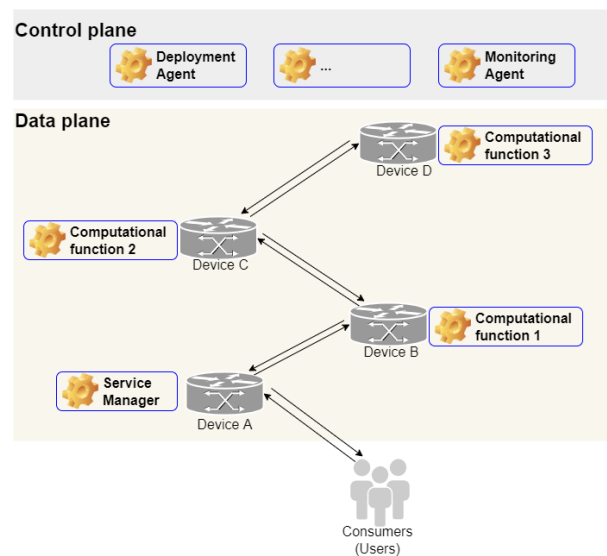 Control plane
Deployment
Agent
...
Monitoring
Agent
Data plane
Computational
function 3
Device D
Computational
function 2
Device C
Computational
function 1
Device B
Service
Manager
Device A
Consumers
(Users)